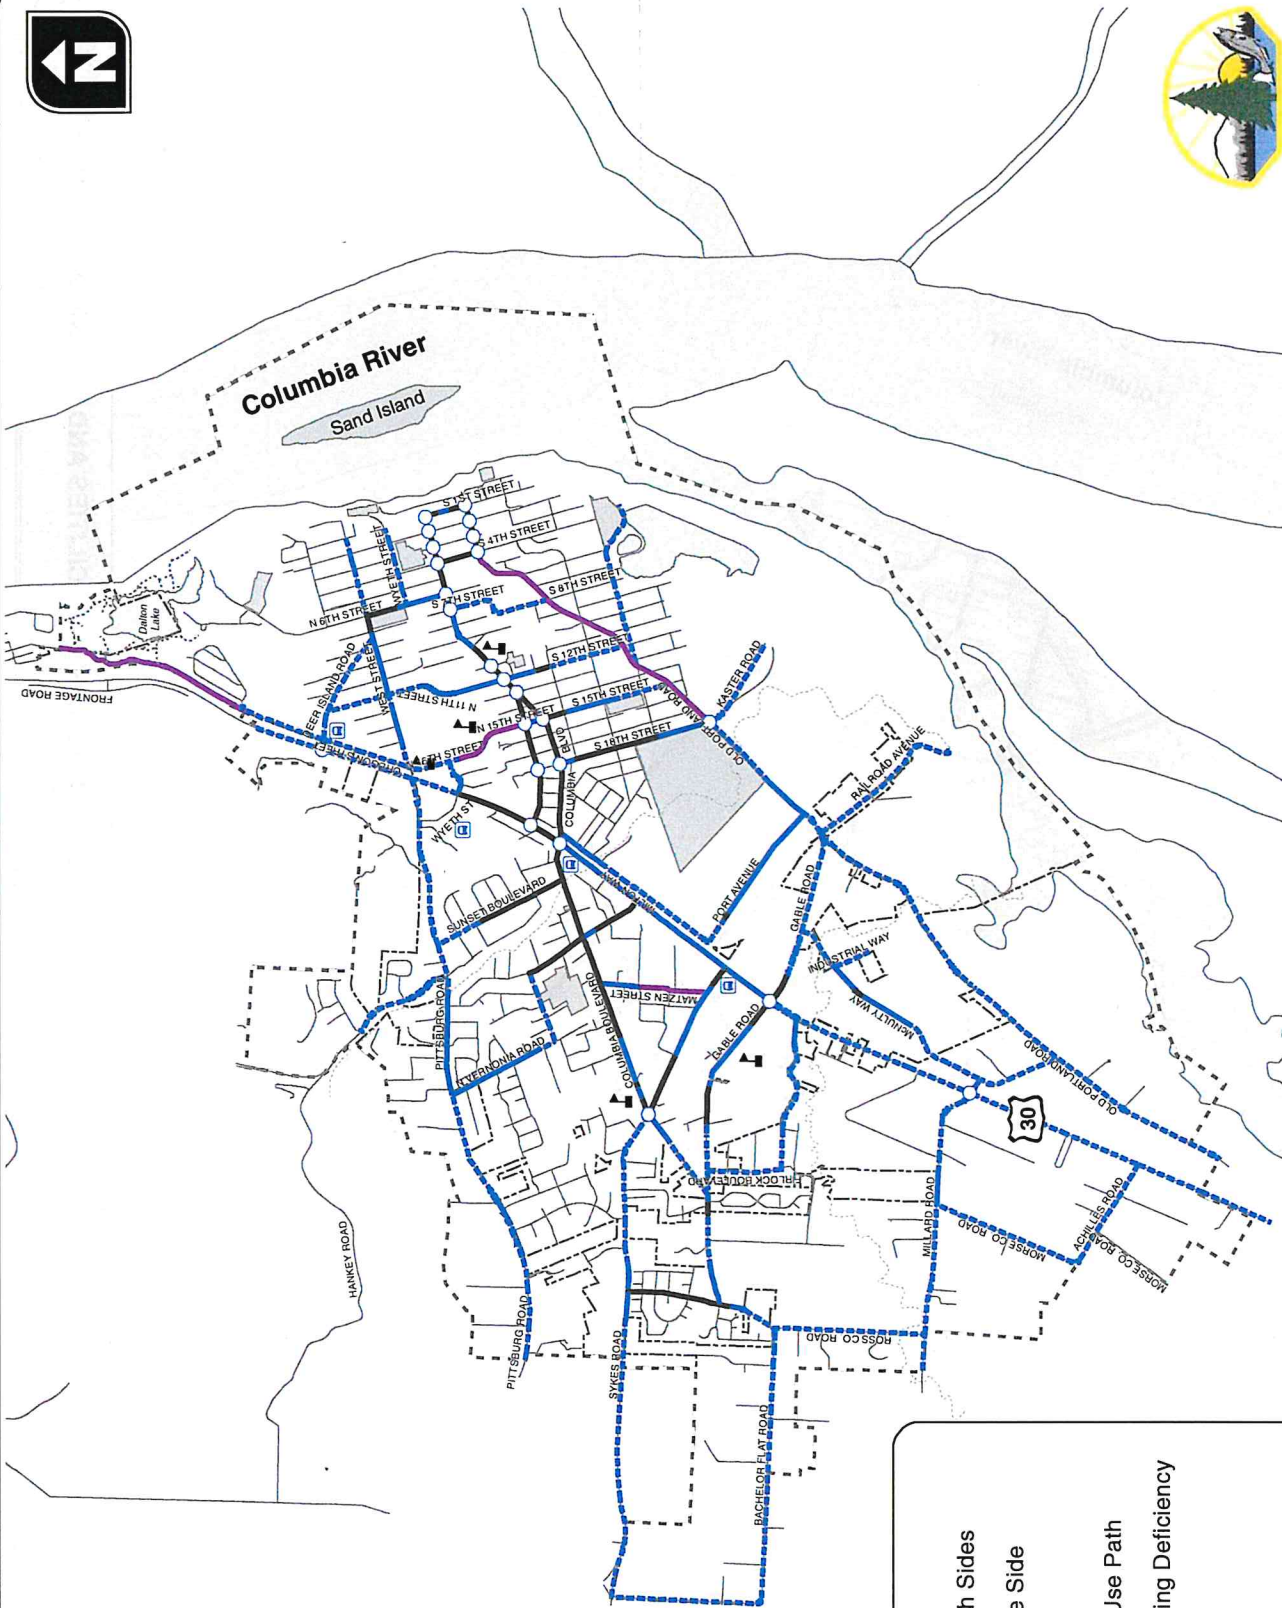 N
Columbia River
Sand Island
Dalton
Lake
FRONTAGE ROAD
DEER ISLAND ROAD
N 6TH STREET
WEST STREET
WYETH STREET
S 1ST STREET
S 4TH STREET
S 7TH STREET
S 8TH STREET
S 12TH STREET
N 11TH STREET
S 15TH STREET
N 15TH STREET
S 18TH STREET
OLD PORTLAND ROAD
KASTER ROAD
WYETH ST
COLUMBIA
BLVD
RAILROAD AVENUE
SUNSET BOULEVARD
PORT AVENUE
GABLE ROAD
INDUSTRIAL WAY
MCNULTY WAY
MATZEN STREET
COLUMBIA BOULEVARD
GABLE ROAD
PITTSBURG ROAD
N VERNONIA ROAD
OLD PORTLAND ROAD
30
HANKEY ROAD
MILLARD ROAD
MORSE CO. ROAD
ACHILLES ROAD
MORSE CO. ROAD
PITTSBURG ROAD
SYKES ROAD
ROSS CO. ROAD
BACHELOR FLAT ROAD
h Sides
e Side
Use Path
ing Deficiency